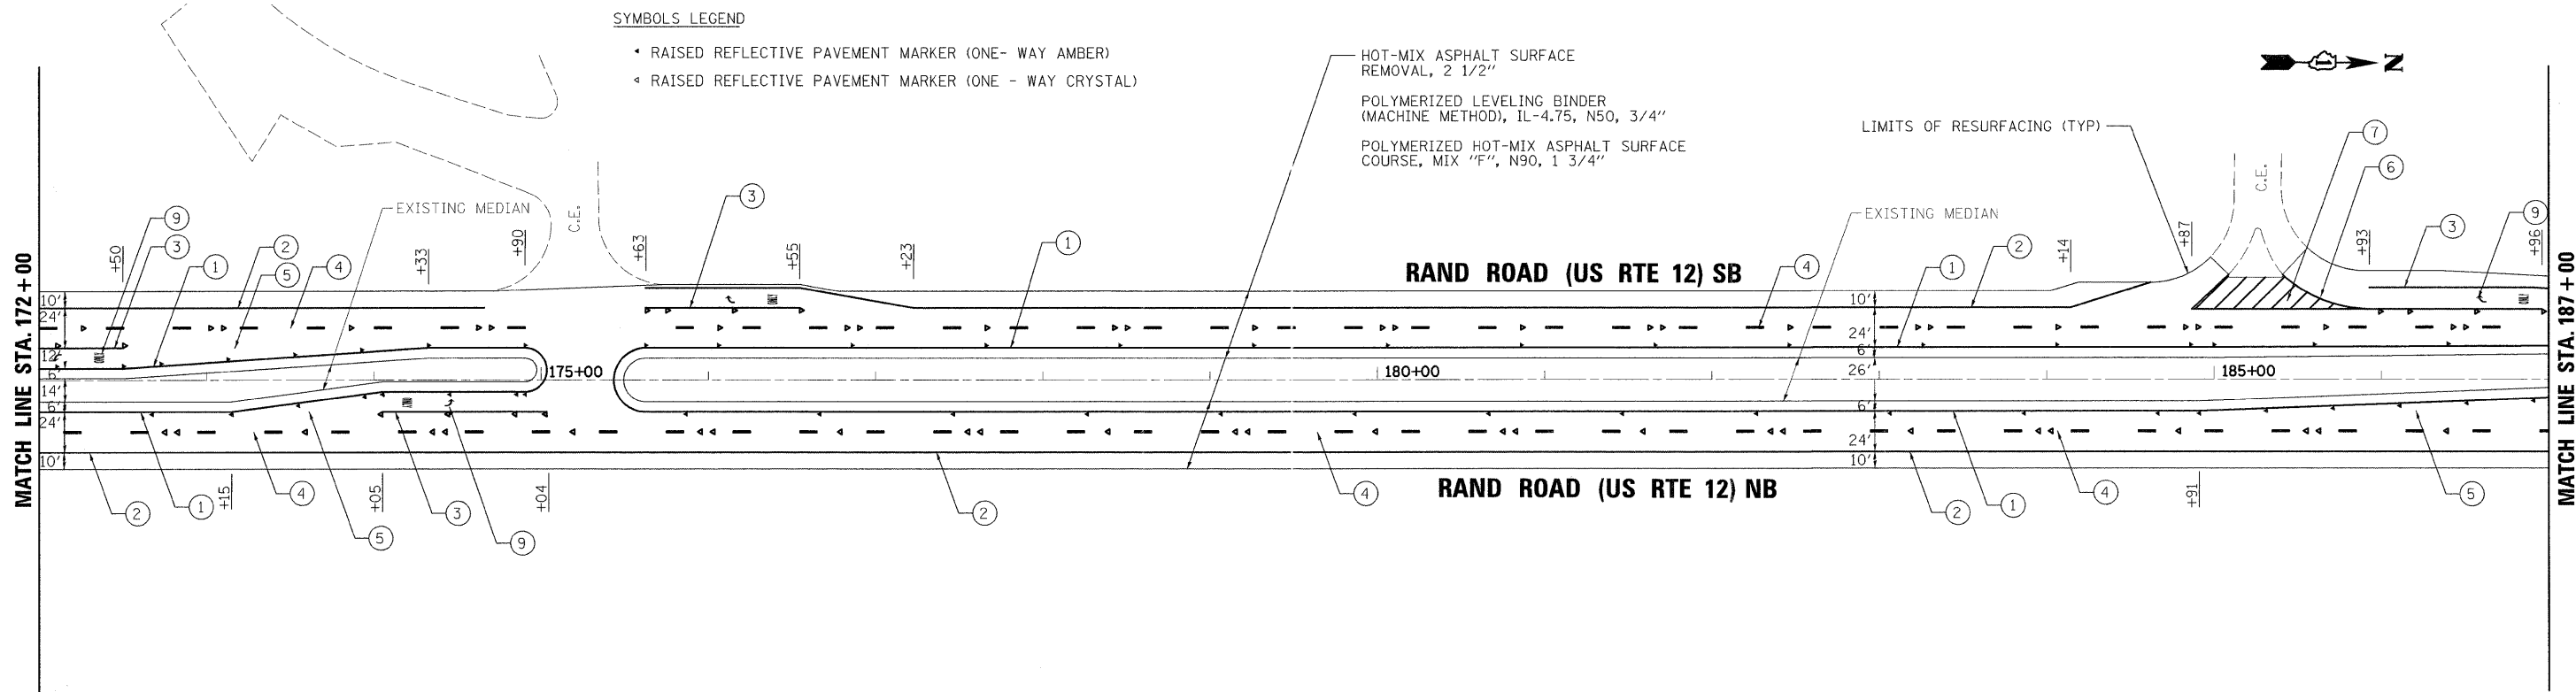 SYMBOLS LEGEND
RAISED REFLECTIVE PAVEMENT MARKER (ONE- WAY AMBER)
RAISED REFLECTIVE PAVEMENT MARKER (ONE - WAY CRYSTAL)
HOT-MIX ASPHALT SURFACE
REMOVAL, 2 1/2"
POLYMERIZED LEVELING BINDER
(MACHINE METHOD), IL-4.75, N50, 3/4"
POLYMERIZED HOT-MIX ASPHALT SURFACE
COURSE, MIX "F", N90, 1 3/4"
LIMITS OF RESURFACING (TYP)
1
N
7
6
C.E.
9
3
2
1
5
4
EXISTING MEDIAN
C.E.
3
1
EXISTING MEDIAN
2
1
4
3
9
+50
+33
+90
+63
+55
+23
+14
+87
+93
+96
RAND ROAD (US RTE 12) SB
MATCH LINE STA. 172+00
MATCH LINE STA. 187+00
10'
24'
12'
6'
14'
6'
24'
10'
ONLY
ONLY
ONLY
ONLY
175+00
180+00
185+00
10'
24'
6'
26'
6'
24'
10'
RAND ROAD (US RTE 12) NB
+15
+05
+04
+91
2
1
4
5
3
9
2
4
2
1
4
5